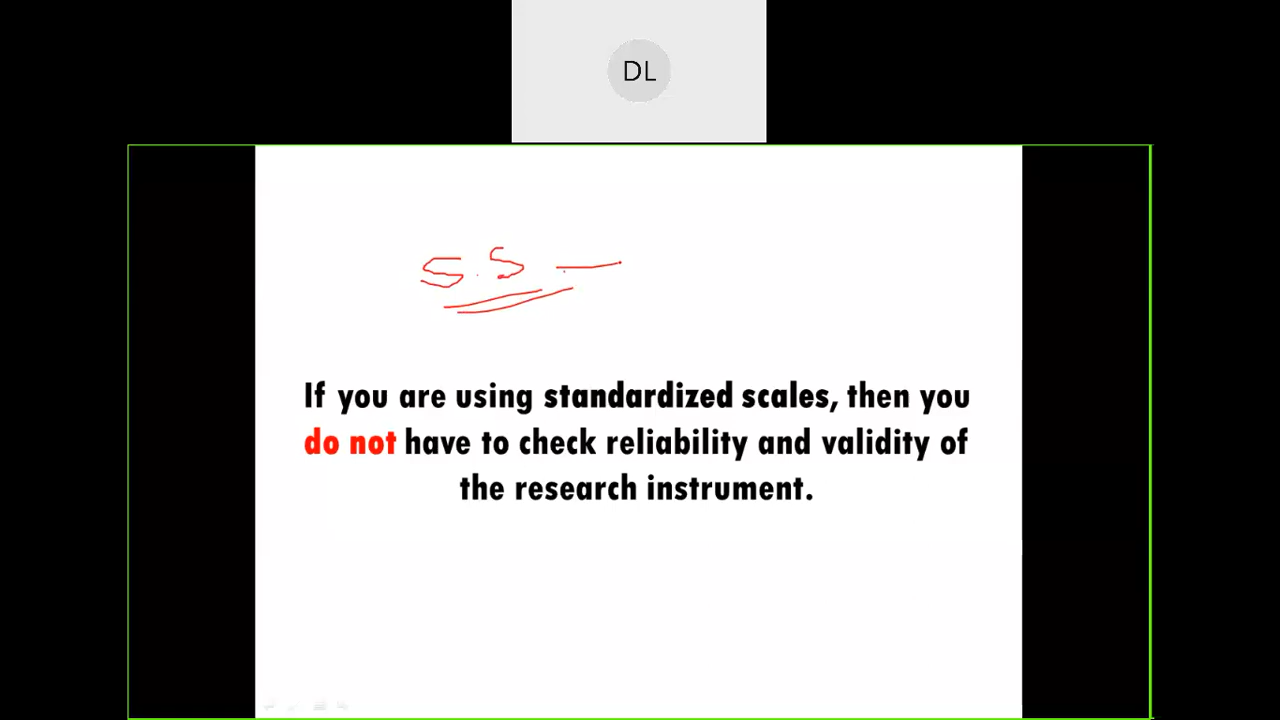 DL
S.S —
If you are using standardized scales, then you
do not have to check reliability and validity of
the research instrument.